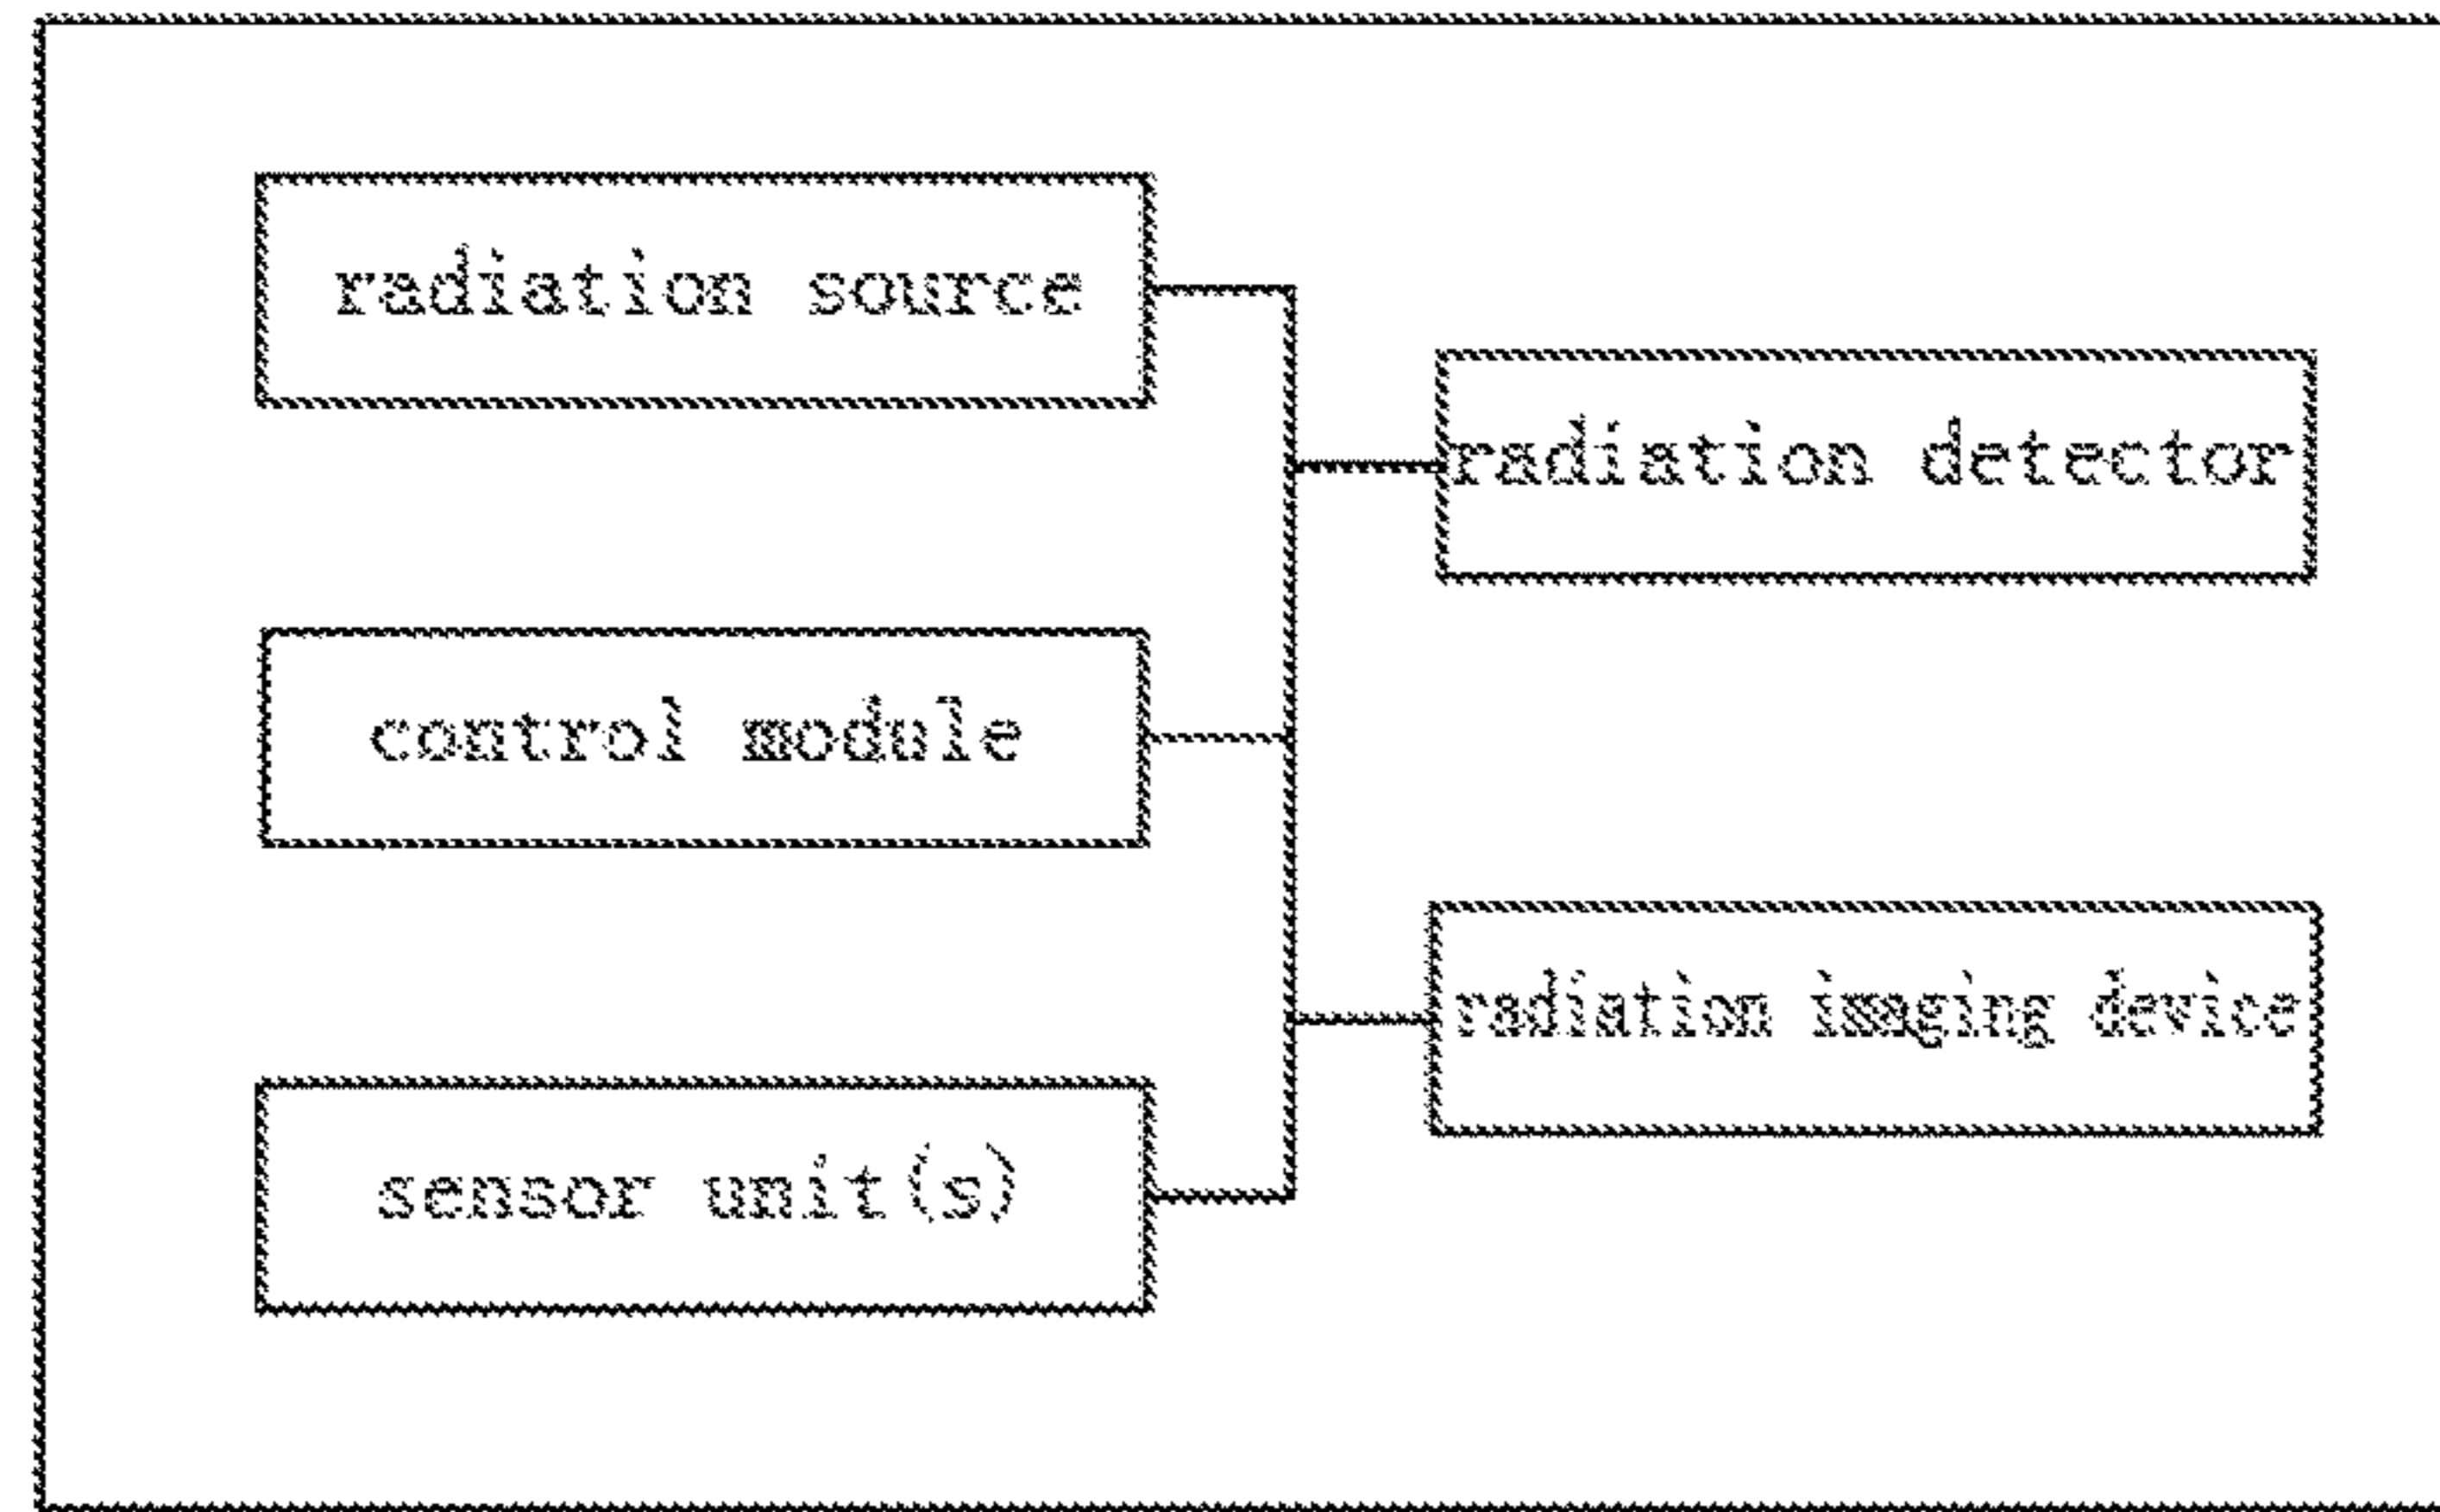 radiation source
radiation detector
control module
radiation imaging device
sensor unit(s)